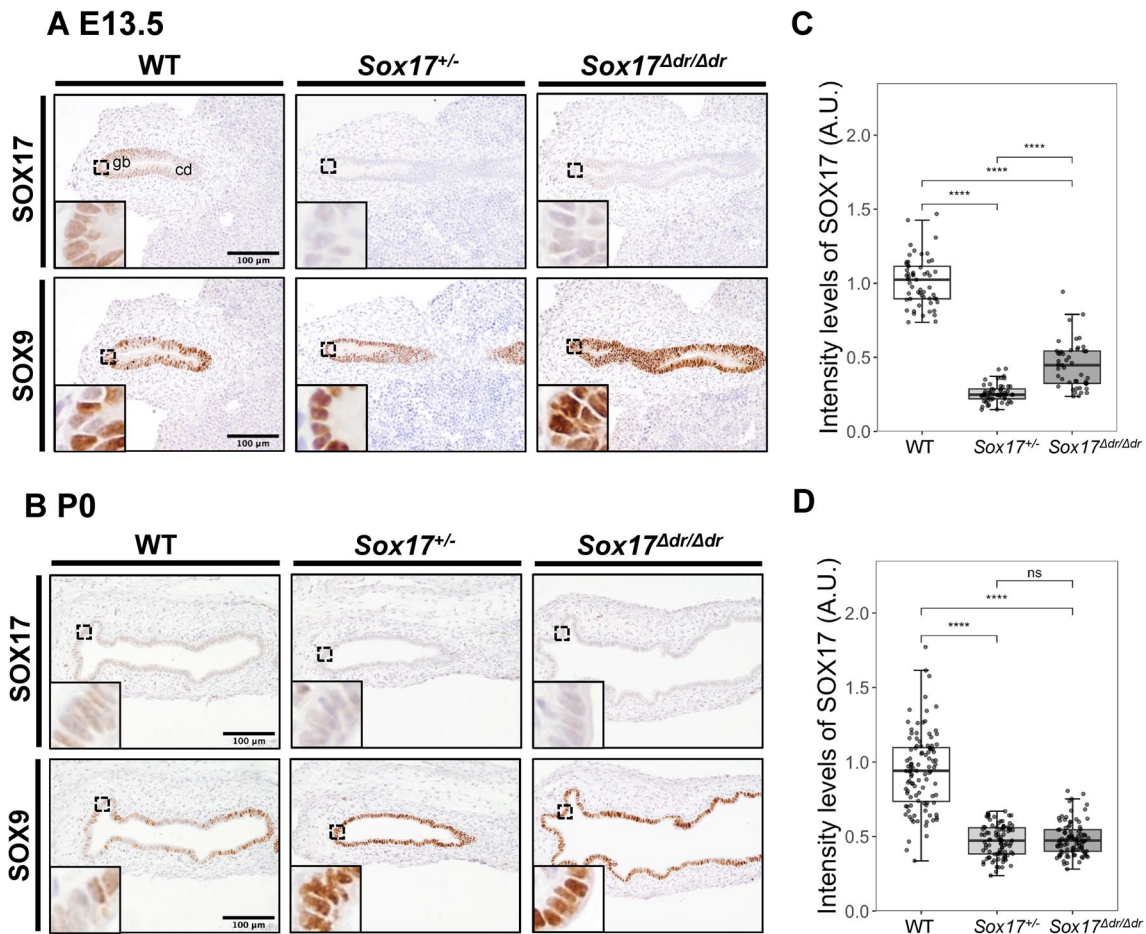 A E13.5
WT Sox17+/- Sox17Δdr/Δdr
SOX17
gb
cd
100 μm
SOX9
100 μm
B P0
WT Sox17+/- Sox17Δdr/Δdr
SOX17
100 μm
SOX9
100 μm
C
Intensity levels of SOX17 (A.U.)
2.0
1.5
1.0
0.5
0.0
****
****
****
WT Sox17+/- Sox17Δdr/Δdr
D
Intensity levels of SOX17 (A.U.)
2.0
1.5
1.0
0.5
0.0
ns
****
****
WT Sox17+/- Sox17Δdr/Δdr